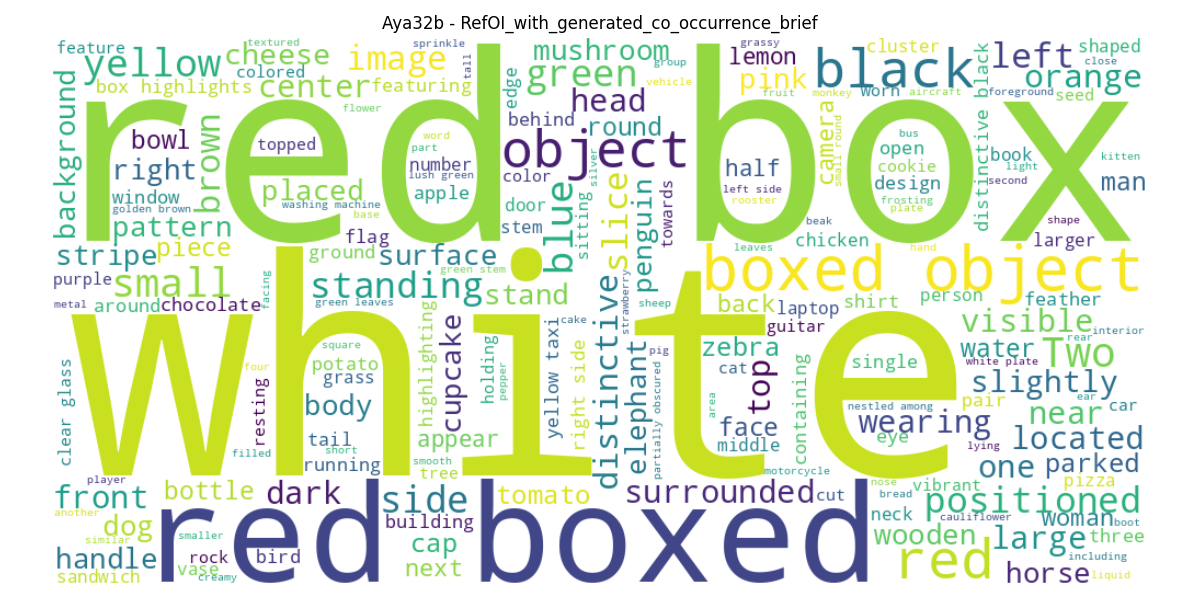 Aya32b - RefOI_with_generated_co_occurrence_brief
feature
textured
sprinkle
yellow
cheese
colored
image
tall
mushroom
group
grassy
lemon
cluster
shaped
close
left
black
orange
box highlights
center
featuring
green
edge
vehicle
pink
fruit
monkey
worn
aircraft
foreground
seed
background
red box
flower
head
behind
round
camera
small round
distinctive black
bowl
brown
topped
word
part
number
lush green
object
color
silver
half
left side
bus
open
cookie
design
frosting
plate
book
light
second
kitten
man
right
window
golden brown
placed
washing machine
apple
base
door
stem
sitting
blue
slice
penguin
towards
rooster
beak
shape
pattern
flag
stripe
piece
ground
surface
leaves
chicken
hand
larger
purple
small
green stem
standing
stand
boxed object
metal
around
chocolate
facing
green leaves
strawberry
sheep
back
laptop
shirt
person
feather
guitar
visible
interior
white
clear glass
square
potato
grass
four
resting
body
highlighting
cupcake
holding
pepper
cake
yellow taxi
right side
distinctive
elephant
pig
partially obscured
zebra
cat
top
area
face
middle
containing
single
nestled among
wearing
eye
water
white plate
Two
rear
slightly
pair
ear
car
near
lying
located
tail
short
filled
running
appear
smooth
tree
motorcycle
one
parked
player
front
another
bottle
dark
side
tomato
surrounded
cut
nose
bread
vibrant
pizza
positioned
dog
similar
smaller
building
red boxed
neck
cauliflower
woman
boot
handle
vase
rock
bird
cap
next
wooden
large
three
sandwich
creamy
red
including
horse
liquid